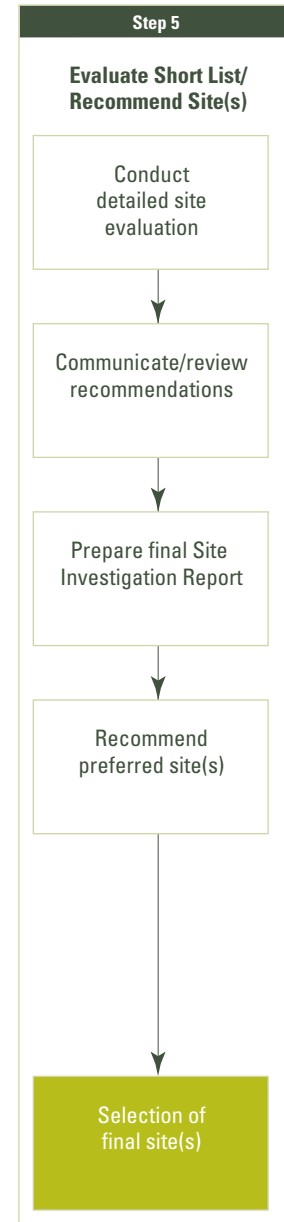 Step 5
Evaluate Short List/
Recommend Site(s)
Conduct
detailed site
evaluation
Communicate/review
recommendations
Prepare final Site
Investigation Report
Recommend
preferred site(s)
Selection of
final site(s)